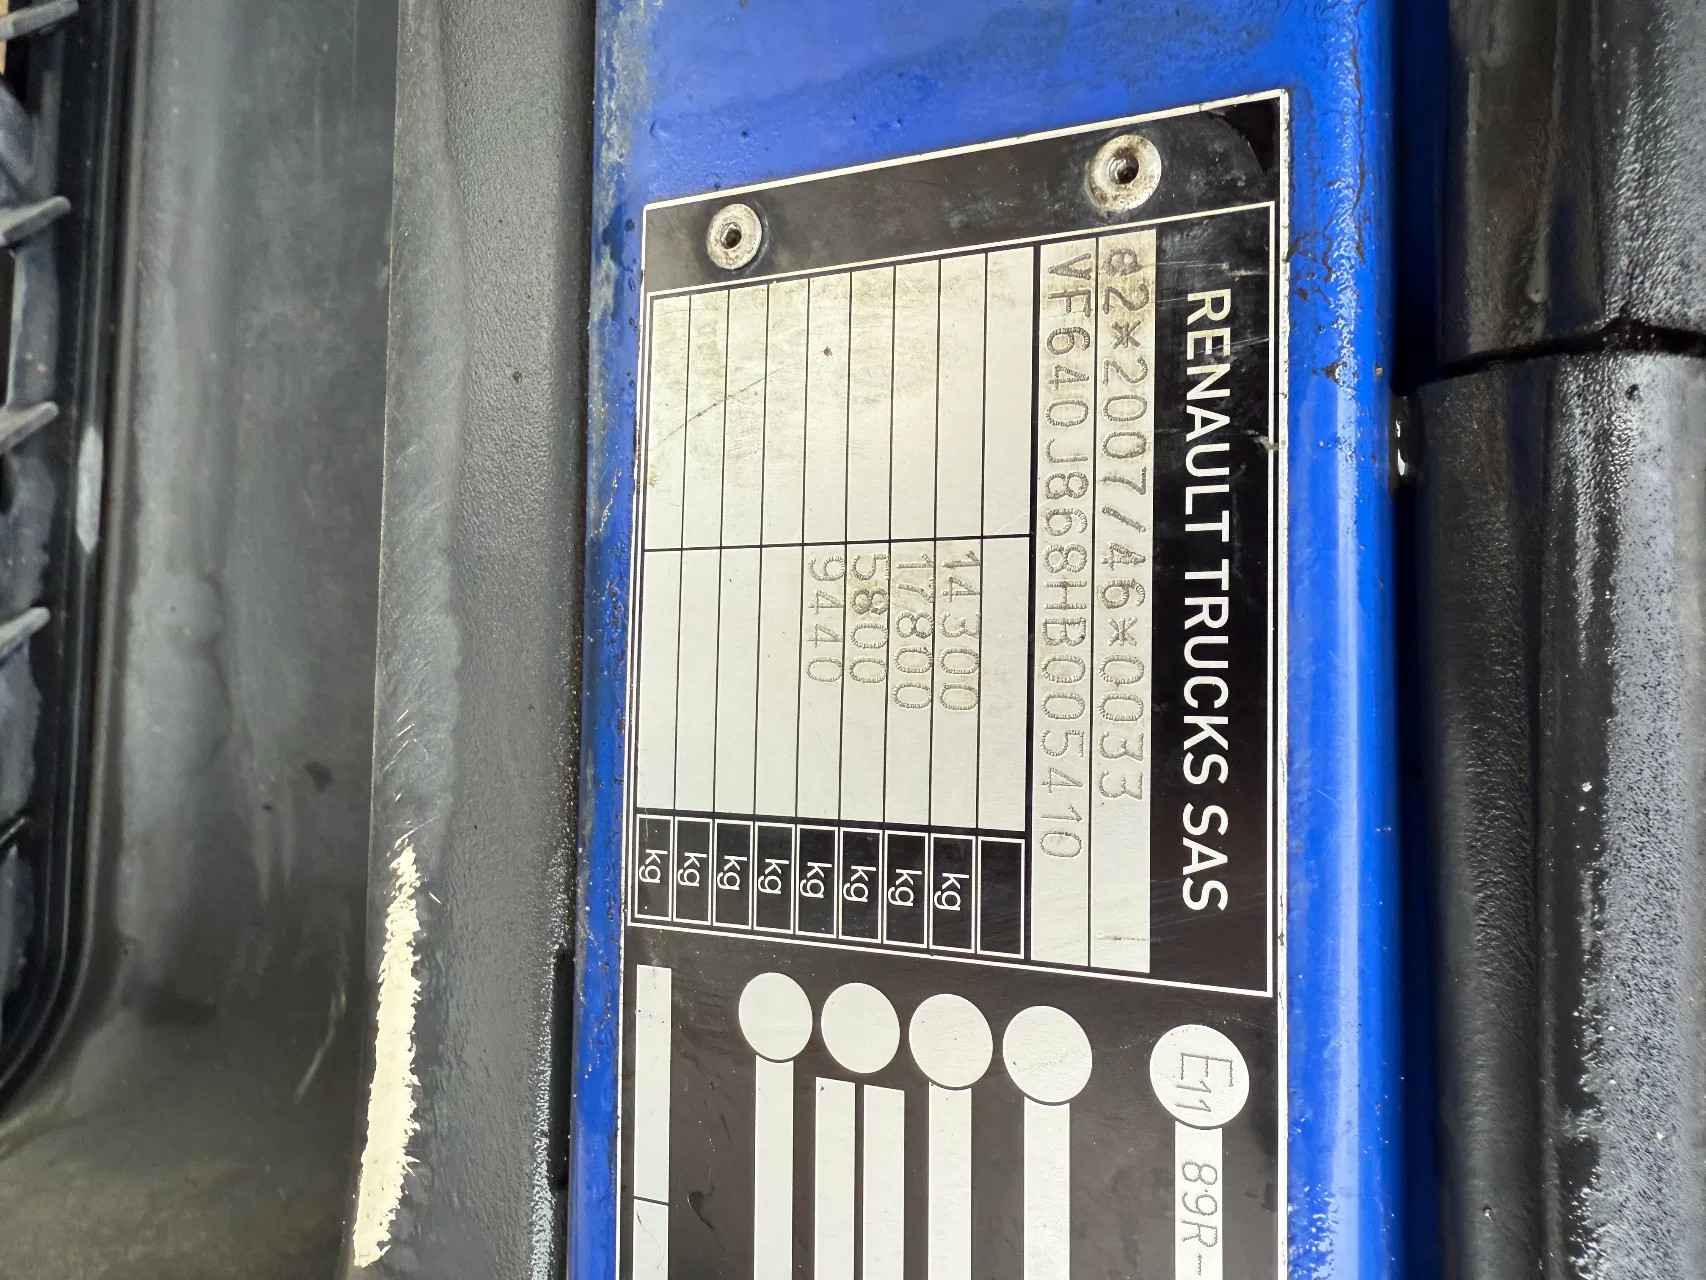 RENAULT TRUCKS SAS
e2*2007/46*0033
VF640J868HB005410
14300 kg
17800 kg
5800 kg
9440 kg
kg
kg
kg
kg
E11 89R-